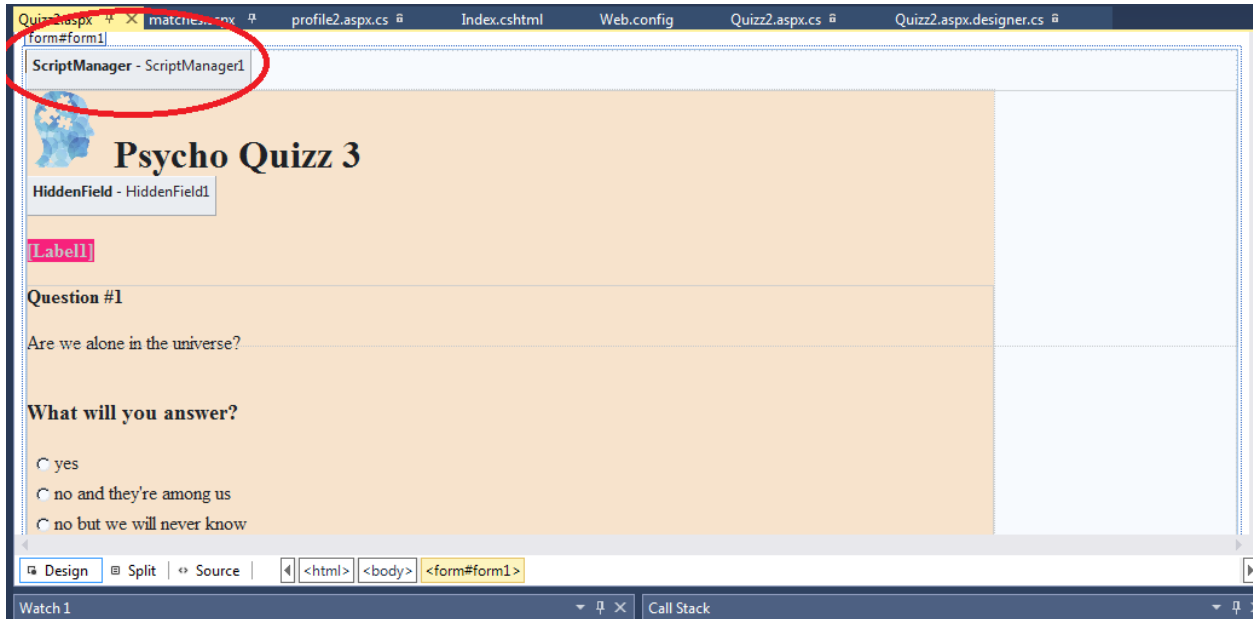 Quizz2.aspx matches.aspx profile2.aspx.cs Index.cshtml Web.config Quizz2.aspx.cs Quizz2.aspx.designer.cs
form#form1
ScriptManager - ScriptManager1
Psycho Quizz 3
HiddenField - HiddenField1
[Label1]
Question #1
Are we alone in the universe?
What will you answer?
yes
no and they're among us
no but we will never know
Design Split Source <html> <body> <form#form1>
Watch 1 Call Stack